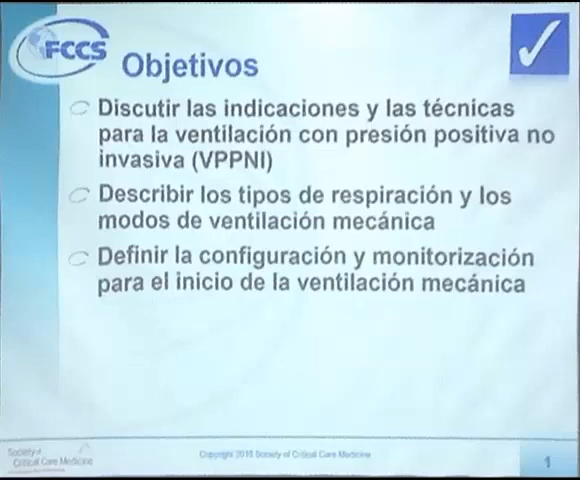 FCCS
Objetivos
Discutir las indicaciones y las técnicas
para la ventilación con presión positiva no
invasiva (VPPNI)
Describir los tipos de respiración y los
modos de ventilación mecánica
Definir la configuración y monitorización
para el inicio de la ventilación mecánica
Society of
Critical Care Medicine
Society of Critical Care Medicine
1